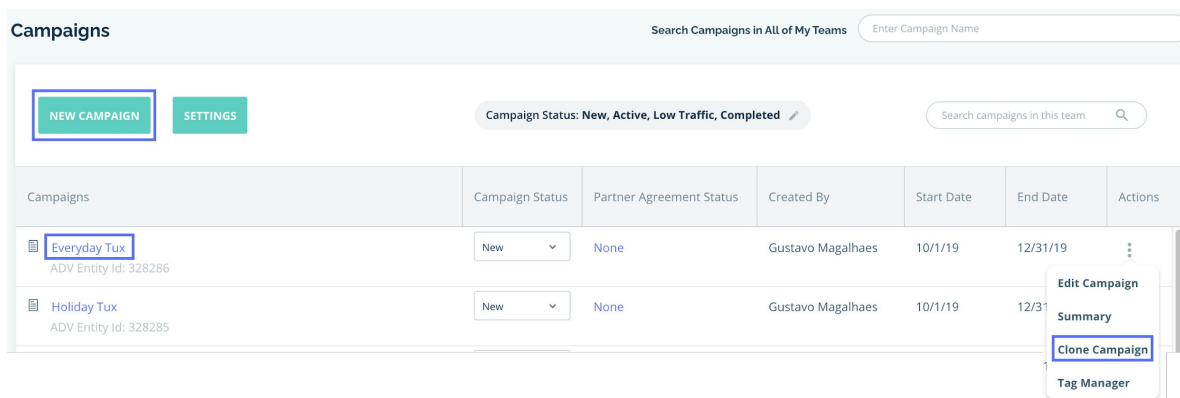 Campaigns
Search Campaigns in All of My Teams Enter Campaign Name
NEW CAMPAIGN SETTINGS Campaign Status: New, Active, Low Traffic, Completed Search campaigns in this team
Campaigns Campaign Status Partner Agreement Status Created By Start Date End Date Actions
Everyday Tux New None Gustavo Magalhaes 10/1/19 12/31/19
ADV Entity Id: 328286
Edit Campaign
Holiday Tux New None Gustavo Magalhaes 10/1/19 12/31
Summary
ADV Entity Id: 328285
Clone Campaign
Tag Manager